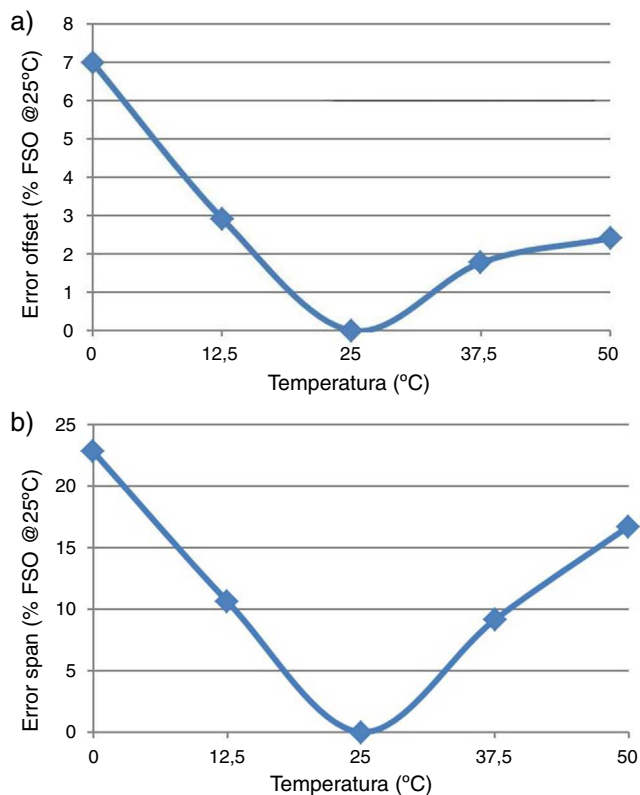 a)
Error offset (% FSO @25ºC)
8
7
6
5
4
3
2
1
0
0 12,5 25 37,5 50
Temperatura (ºC)
b)
Error span (% FSO @25ºC)
25
20
15
10
5
0
0 12,5 25 37,5 50
Temperatura (ºC)